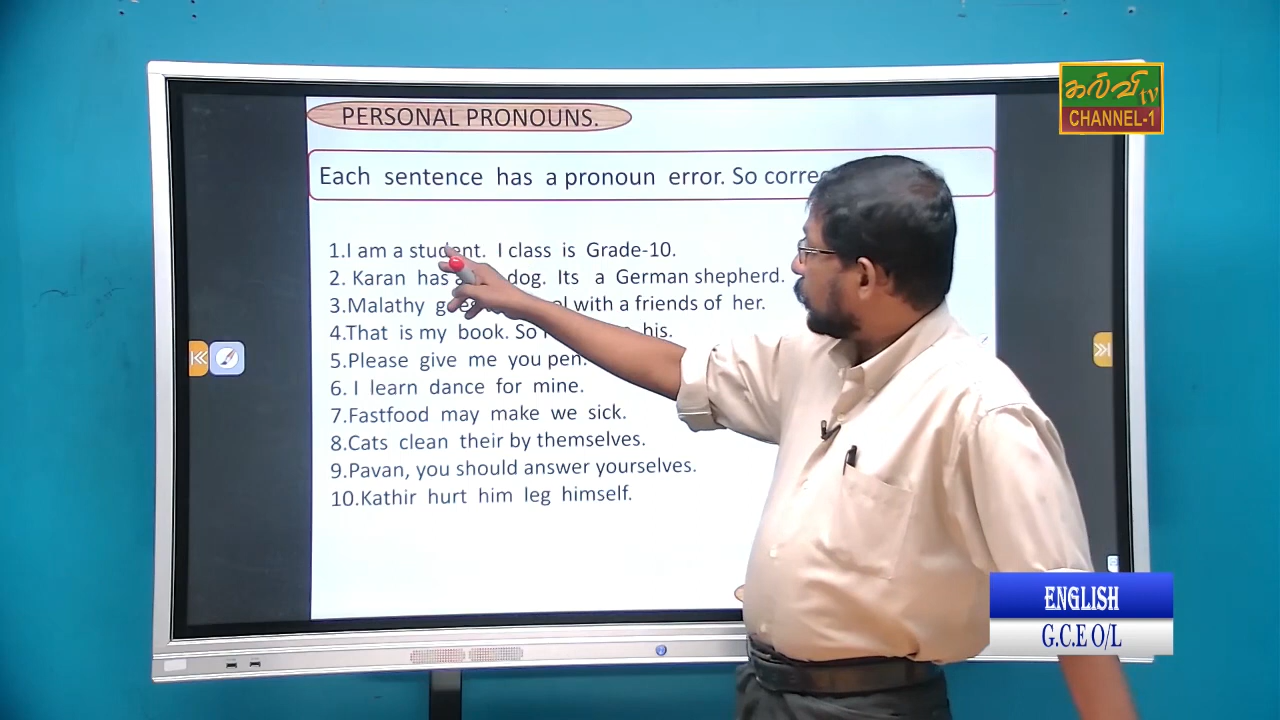 PERSONAL PRONOUNS.
Each sentence has a pronoun error. So
1.I am a student. I class is Grade-10.
2. Karan has dog. Its a German shepherd.
3.Malathy with a friends of her.
4.That is my book. So his.
5.Please give me you pen.
6. I learn dance for mine.
7.Fastfood may make we sick.
8.Cats clean their by themselves.
9.Pavan, you should answer yourselves.
10.Kathir hurt him leg himself.
கல்வி tv
CHANNEL-1
ENGLISH
G.C.E O/L